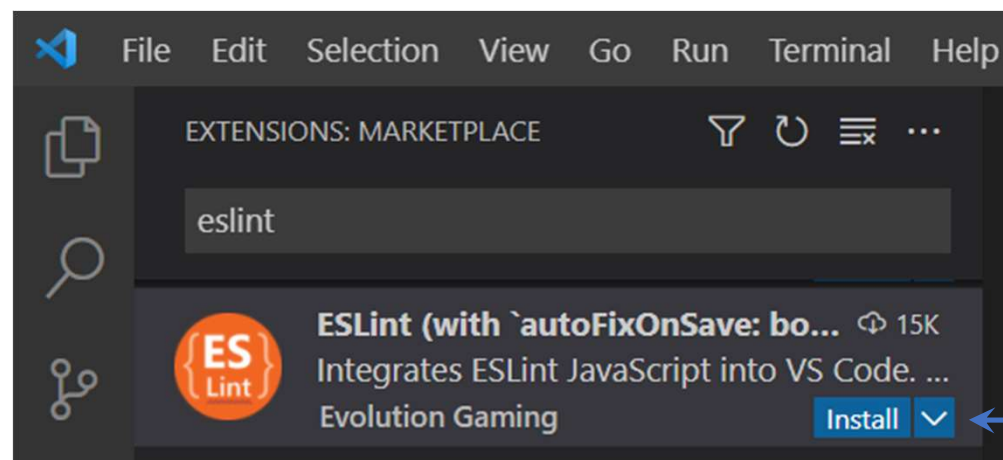 File Edit Selection View Go Run Terminal Help
EXTENSIONS: MARKETPLACE
eslint
ESLint (with `autoFixOnSave: bo... 15K
{ES}
Lint
Integrates ESLint JavaScript into VS Code. ...
Evolution Gaming
Install